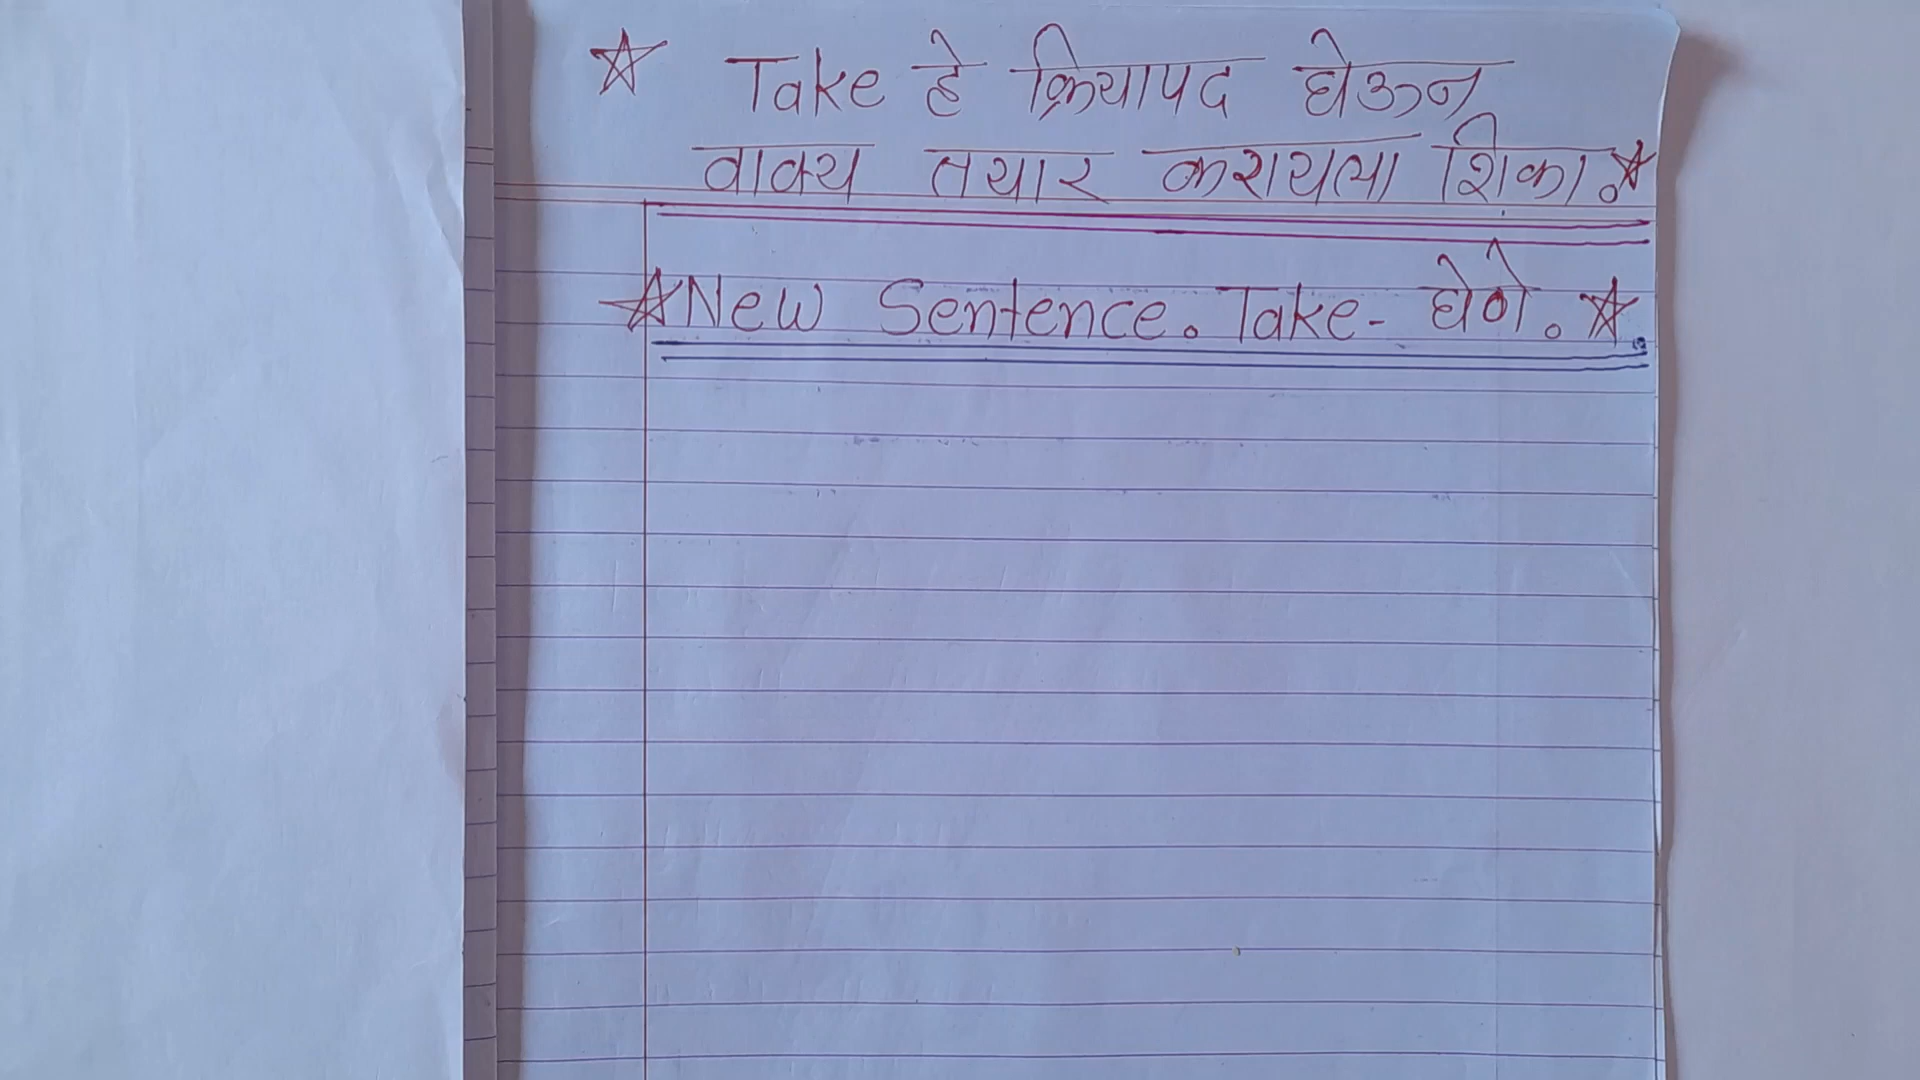 ☆ Take हे क्रियापद घेऊन
वाक्य तयार करायला शिका.☆
☆New Sentence. Take- घेणे.☆.